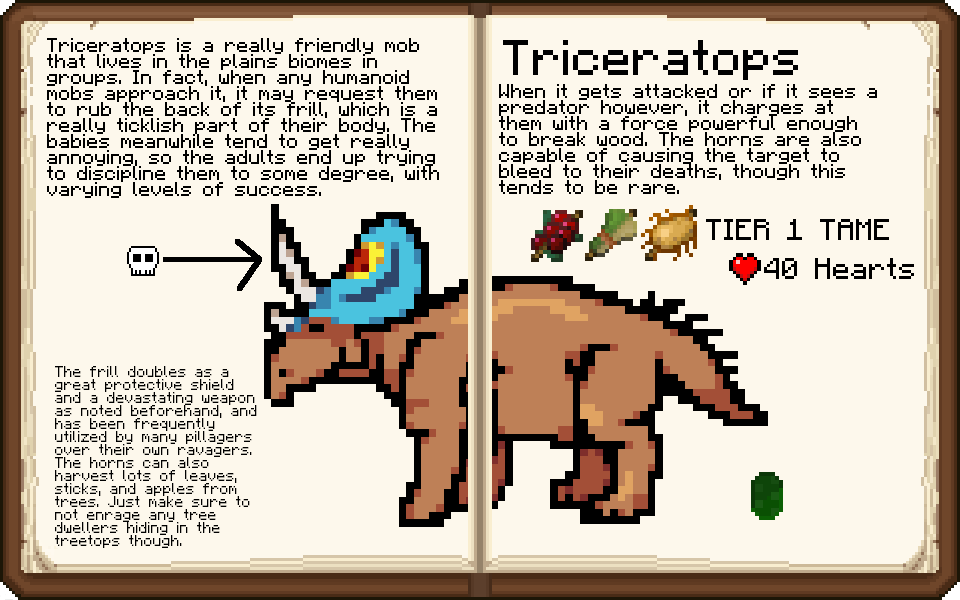 Triceratops is a really friendly mob
that lives in the plains biomes in
groups. In fact, when any humanoid
mobs approach it, it may request them
to rub the back of its frill, which is a
really ticklish part of their body. The
babies meanwhile tend to get really
annoying, so the adults end up trying
to discipline them to some degree, with
varying levels of success.
The frill doubles as a
great protective shield
and a devastating weapon
as noted beforehand, and
has been frequently
utilized by many pillagers
over their own ravagers.
The horns can also
harvest lots of leaves,
sticks, and apples from
trees. Just make sure to
not enrage any tree
dwellers hiding in the
treetops though.
Triceratops
When it gets attacked or if it sees a
predator however, it charges at
them with a force powerful enough
to break wood. The horns are also
capable of causing the target to
bleed to their deaths, though this
tends to be rare.
TIER 1 TAME
40 Hearts